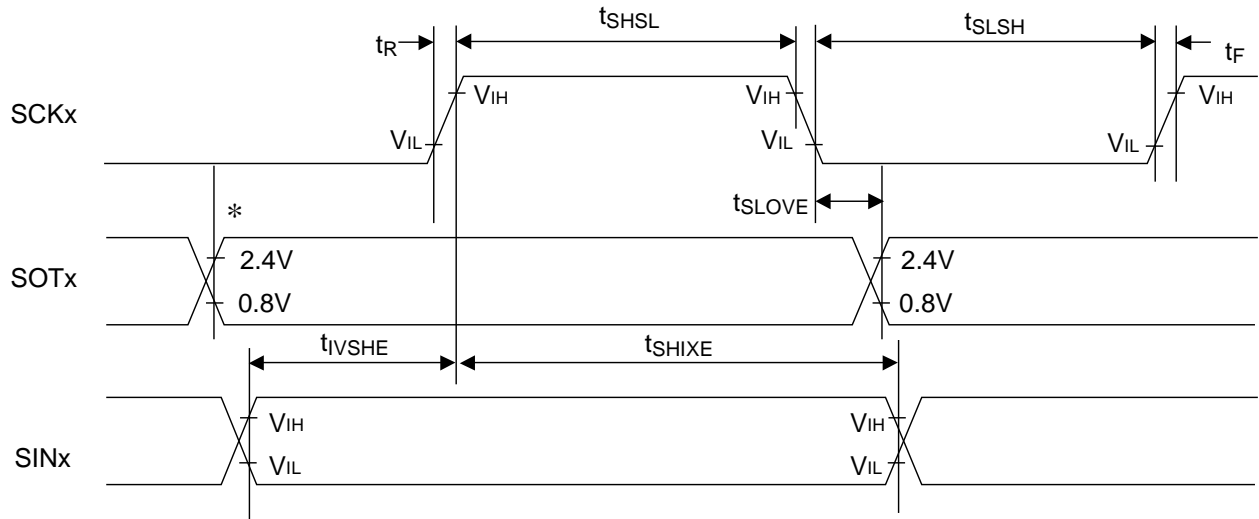 tSHSL
tSLSH
tR
tF
SCKx
VIH
VIH
VIH
VIL
VIL
VIL
tSLOVE
*
SOTx
2.4V
2.4V
0.8V
0.8V
tIVSHE
tSHIXE
SINx
VIH
VIH
VIL
VIL